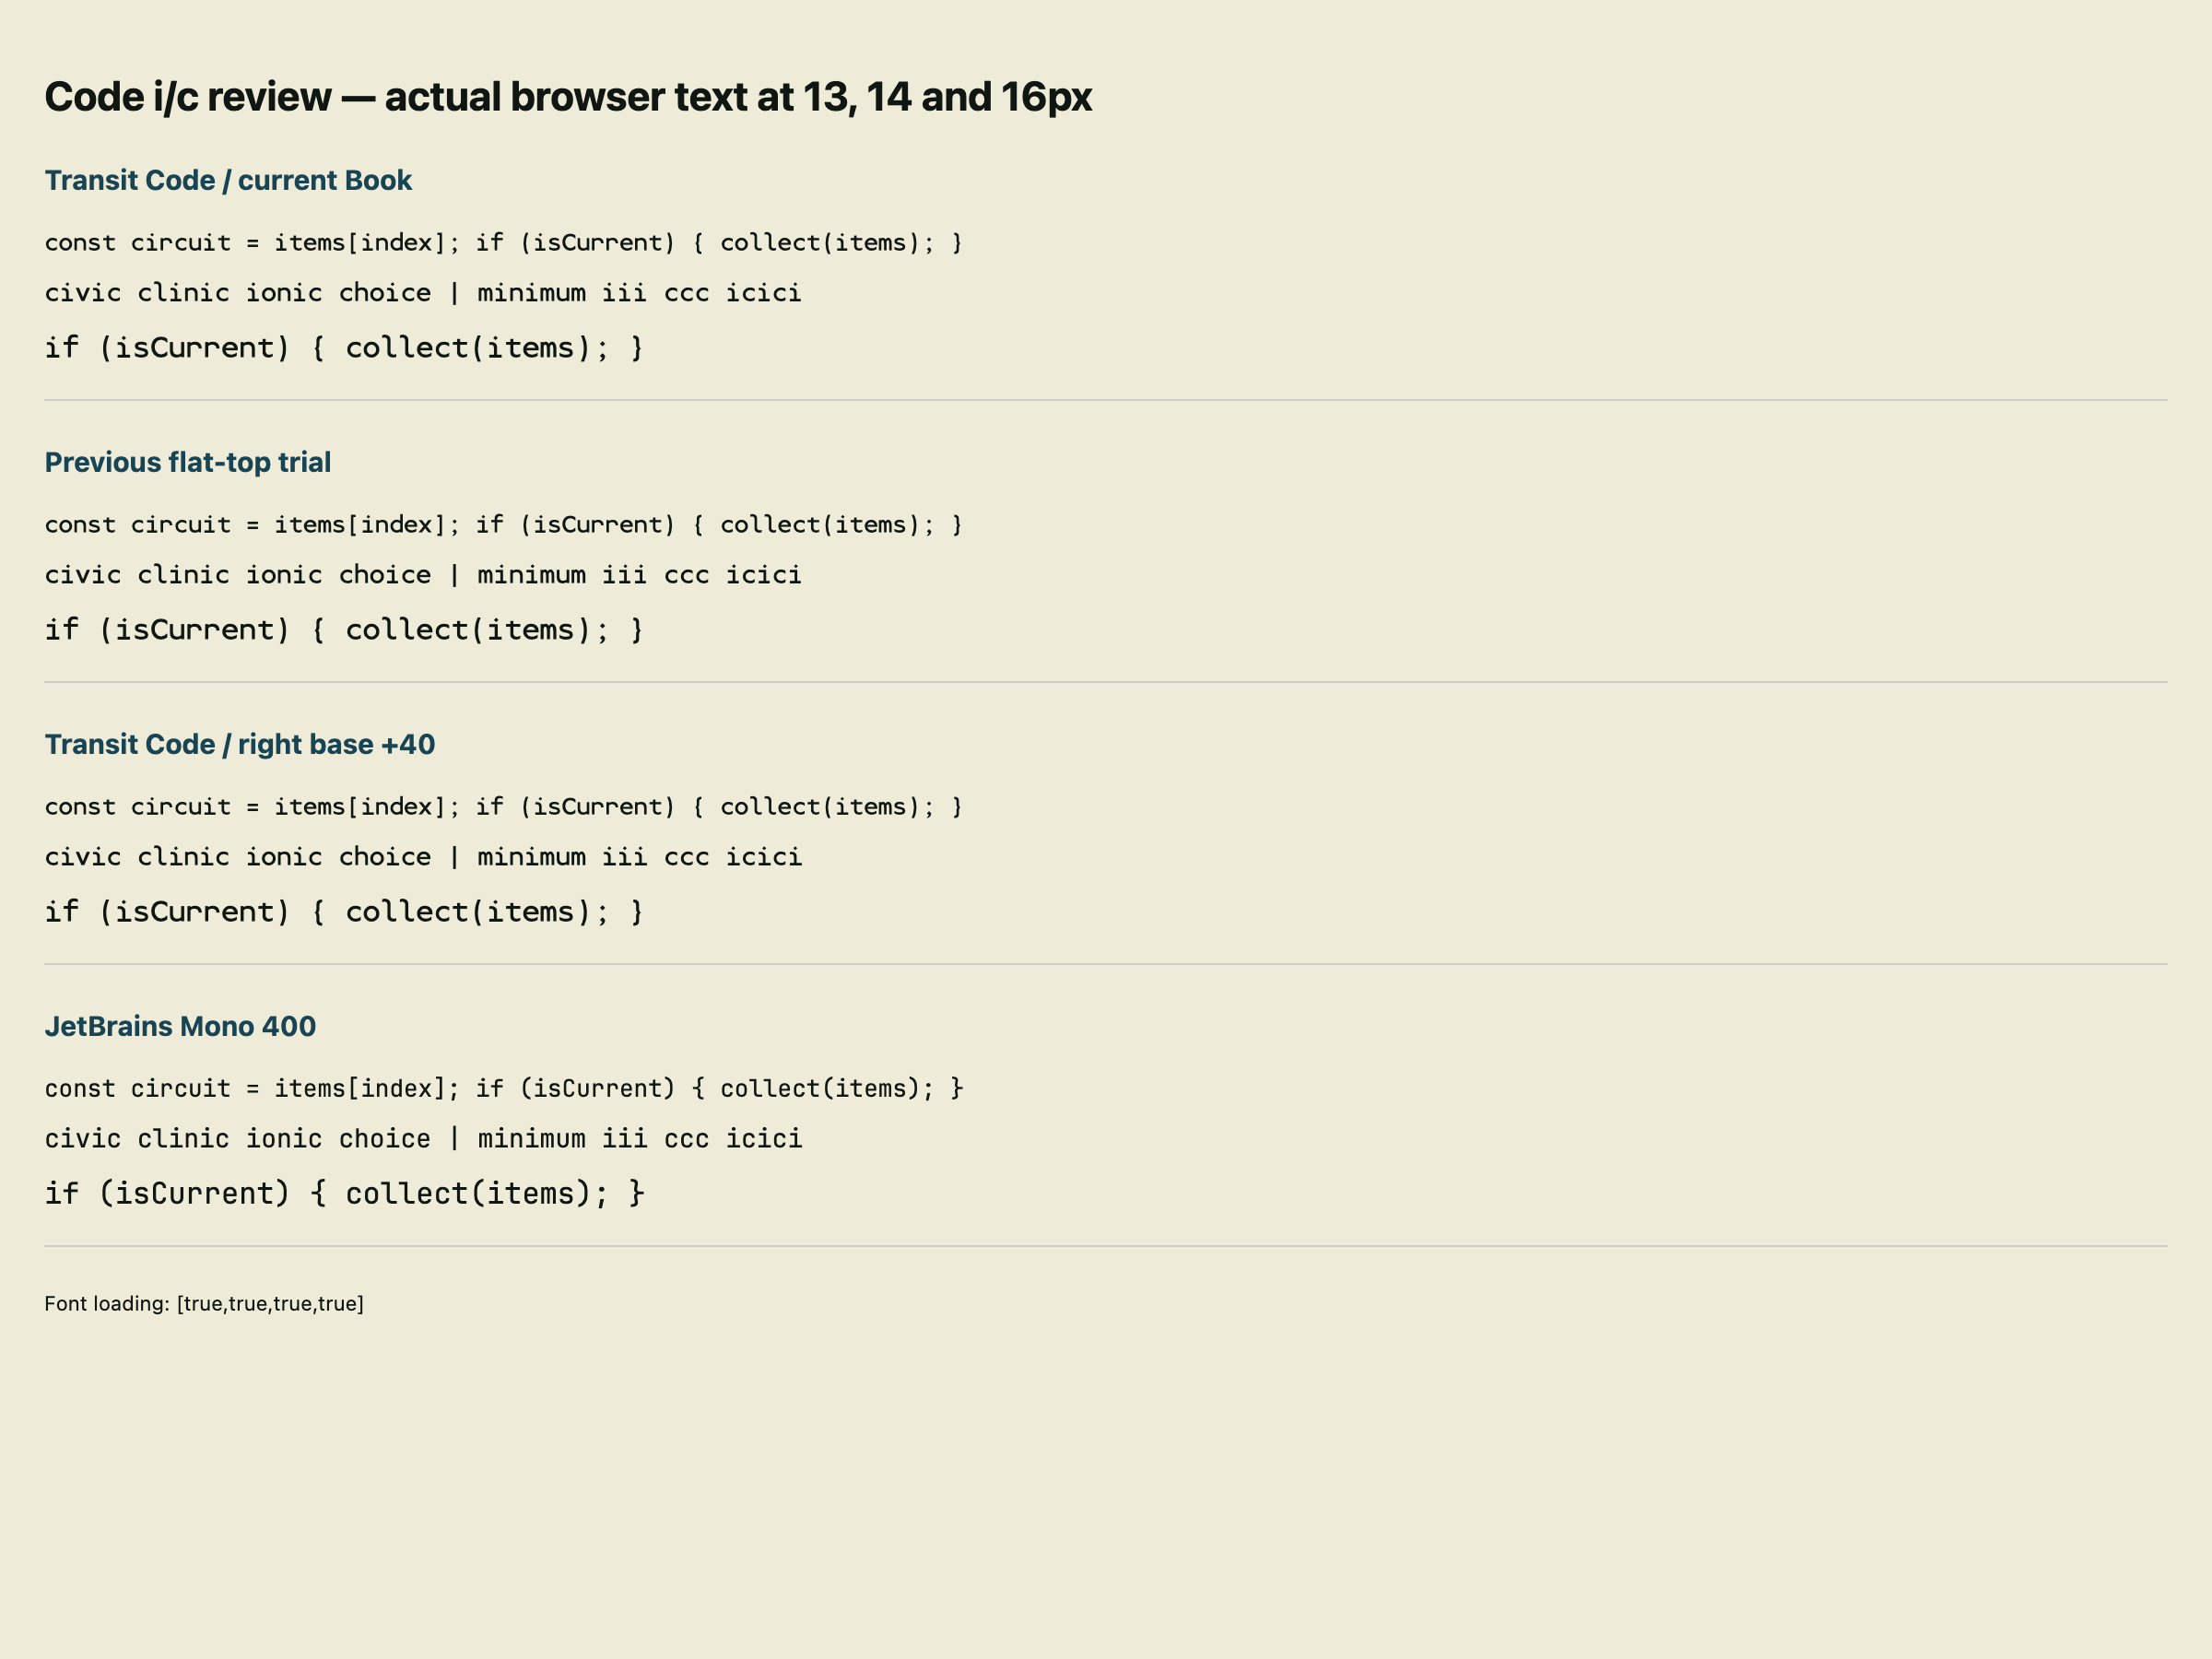 Code i/c review — actual browser text at 13, 14 and 16px
Transit Code / current Book
const circuit = items[index]; if (isCurrent) { collect(items); }
civic clinic ionic choice | minimum iii ccc icici
if (isCurrent) { collect(items); }
Previous flat-top trial
const circuit = items[index]; if (isCurrent) { collect(items); }
civic clinic ionic choice | minimum iii ccc icici
if (isCurrent) { collect(items); }
Transit Code / right base +40
const circuit = items[index]; if (isCurrent) { collect(items); }
civic clinic ionic choice | minimum iii ccc icici
if (isCurrent) { collect(items); }
JetBrains Mono 400
const circuit = items[index]; if (isCurrent) { collect(items); }
civic clinic ionic choice | minimum iii ccc icici
if (isCurrent) { collect(items); }
Font loading: [true,true,true,true]